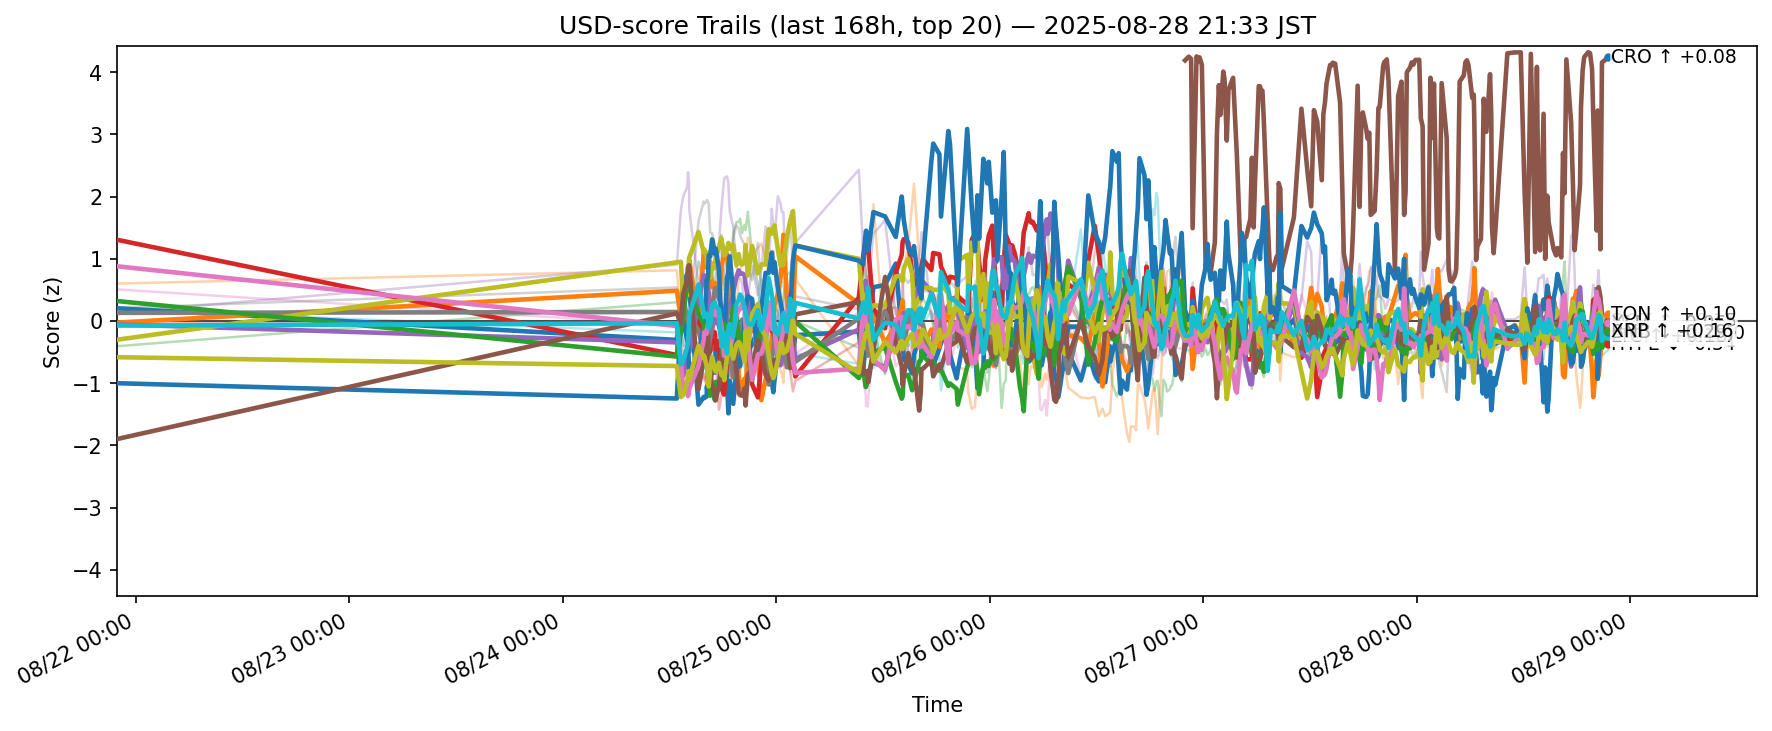 USD-score Trails (last 168h, top 20) — 2025-08-28 21:33 JST
Score (z)
4
3
2
1
0
−1
−2
−3
−4
CRO ↑ +0.08
TON ↑ +0.10
XRP ↑ +0.16
08/22 00:00
08/23 00:00
08/24 00:00
08/25 00:00
08/26 00:00
08/27 00:00
08/28 00:00
08/29 00:00
Time